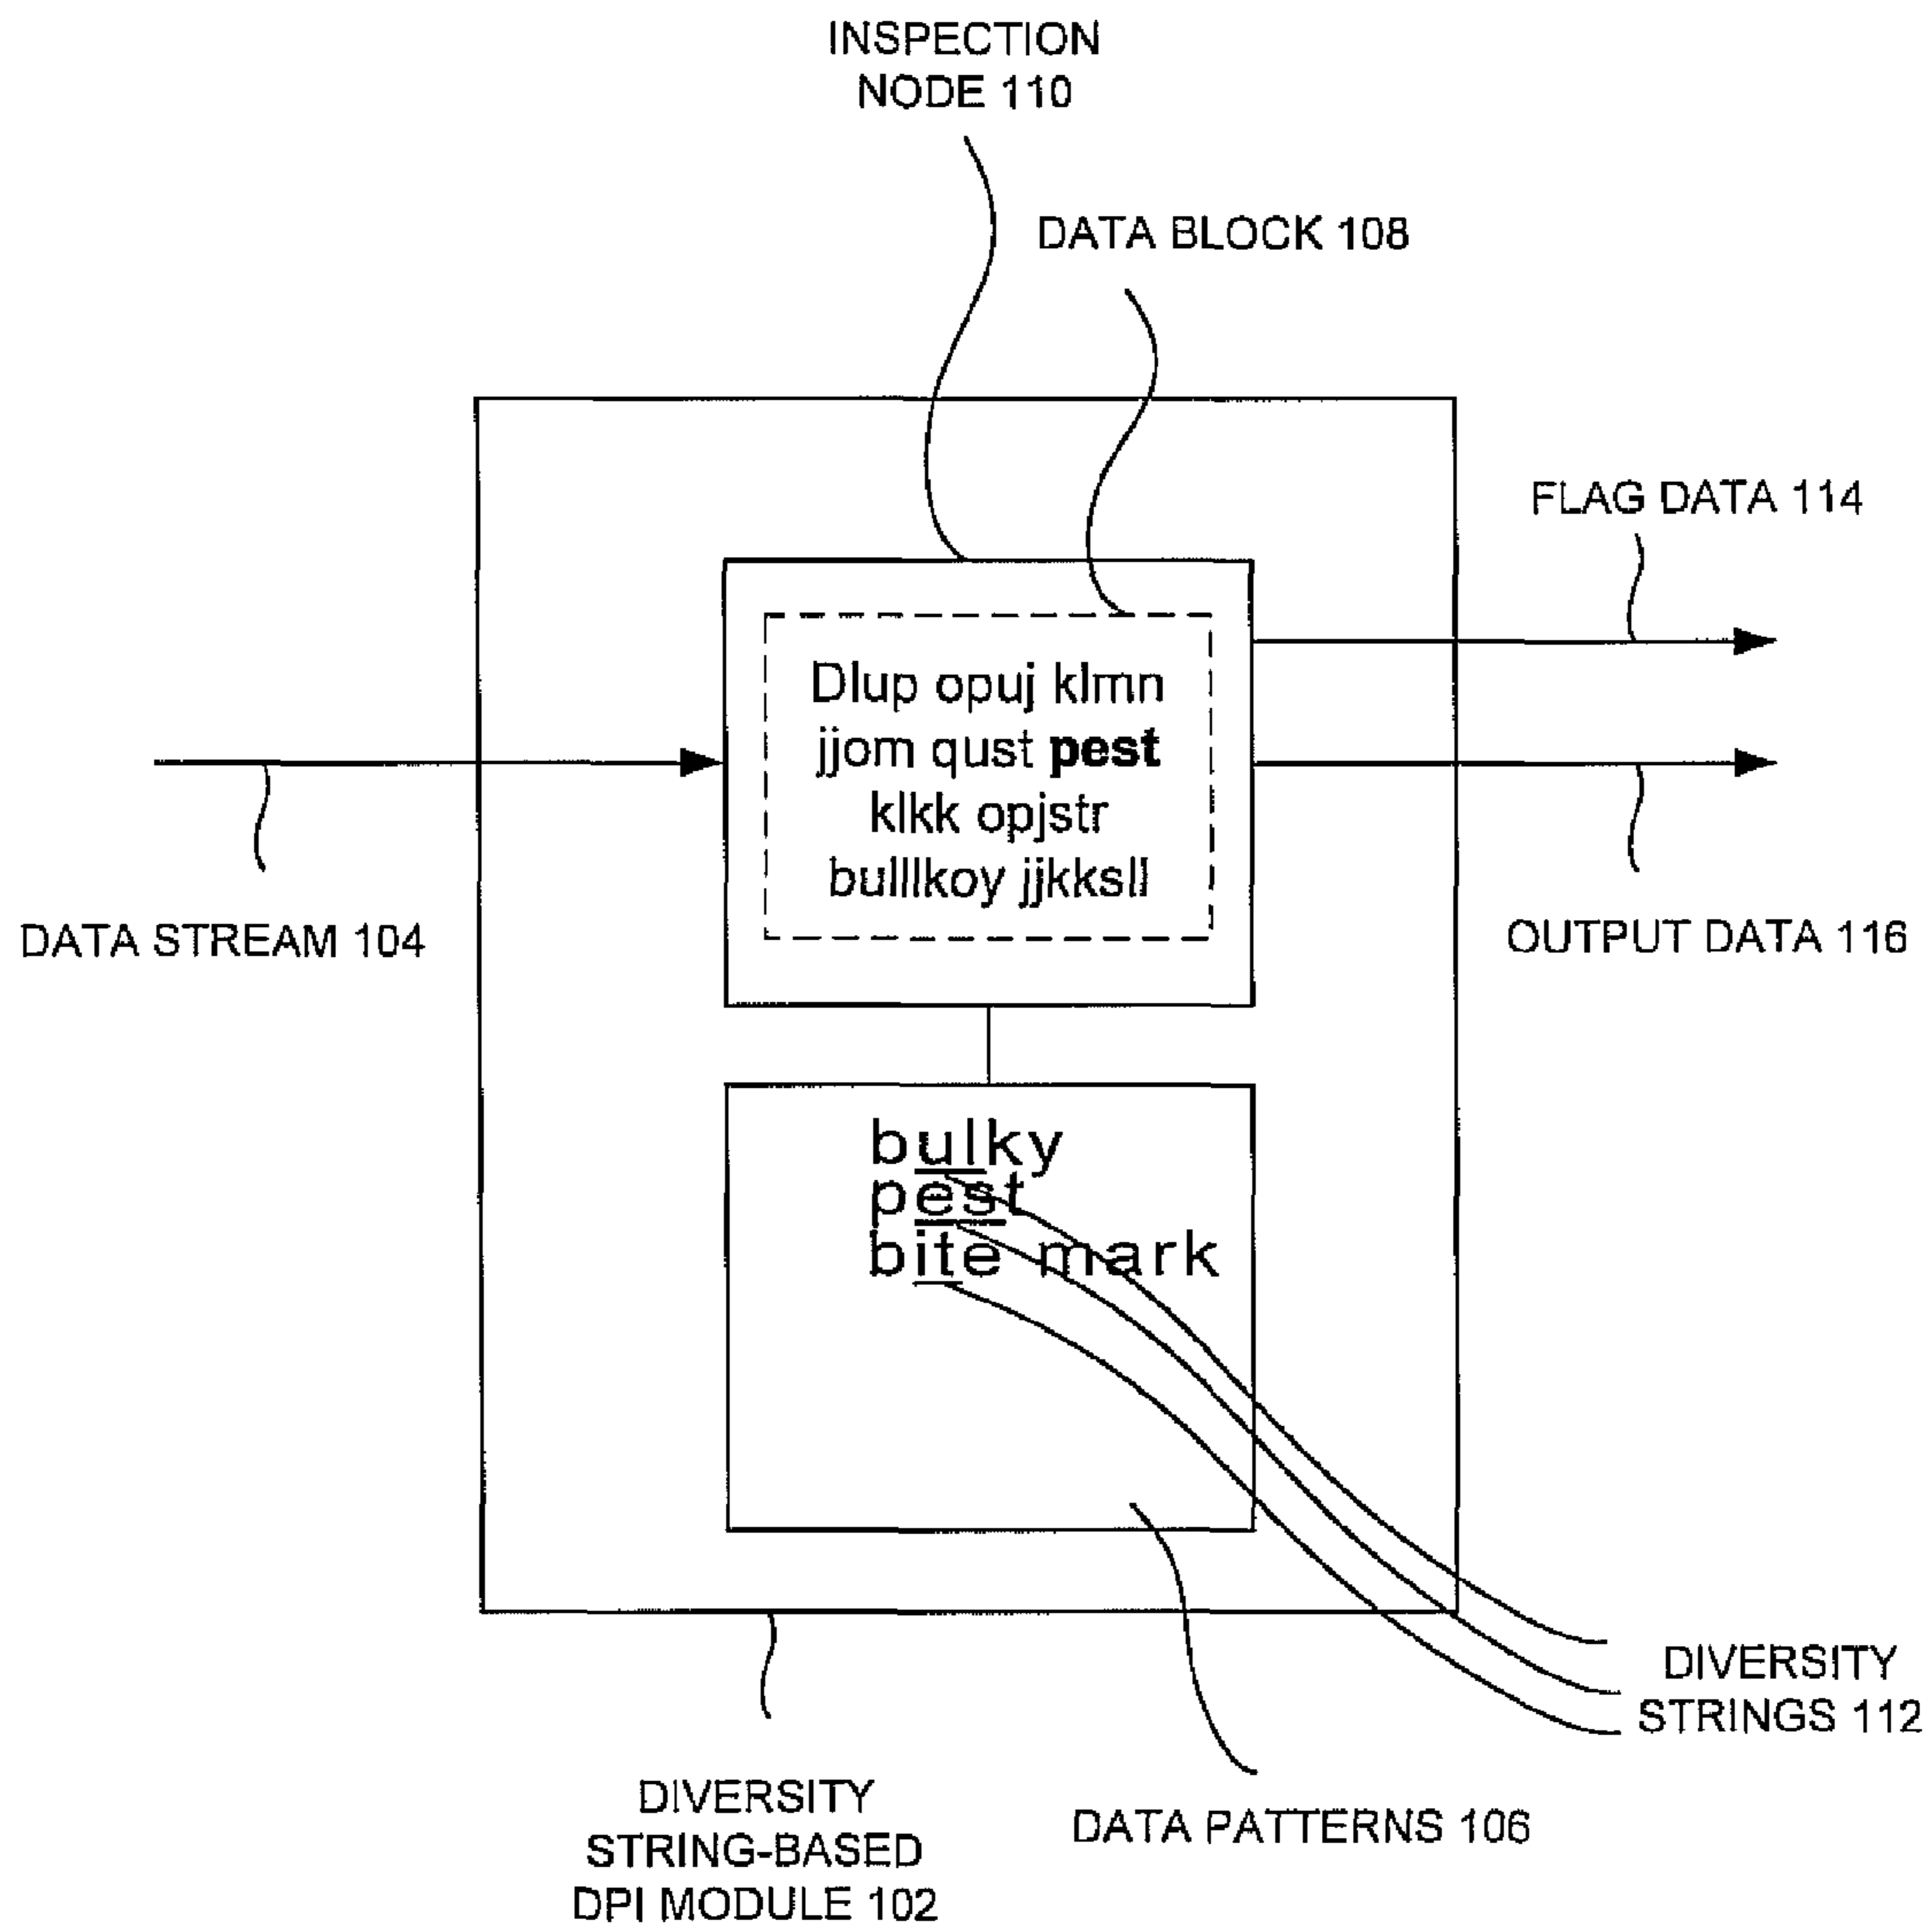 INSPECTION
NODE 110
DATA BLOCK 108
FLAG DATA 114
Dlup opuj klmn
jjom qust pest
klkk opjstr
bulllkoy jjkksll
DATA STREAM 104
OUTPUT DATA 116
bulky
pest
bite mark
DIVERSITY
STRINGS 112
DIVERSITY
STRING-BASED
DPI MODULE 102
DATA PATTERNS 106